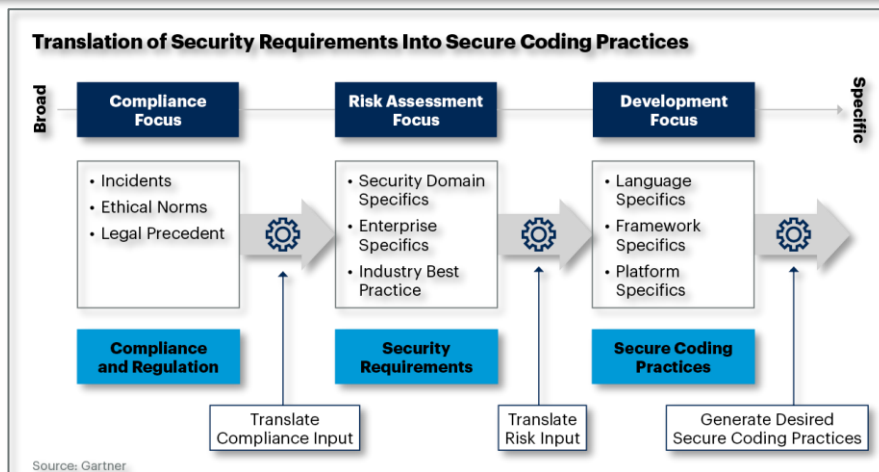 Translation of Security Requirements Into Secure Coding Practices
Broad
Compliance
Focus
Risk Assessment
Focus
Development
Focus
Specific
• Incidents
• Ethical Norms
• Legal Precedent
• Security Domain
Specifics
• Enterprise
Specifics
• Industry Best
Practice
• Language
Specifics
• Framework
Specifics
• Platform
Specifics
Compliance
and Regulation
Security
Requirements
Secure Coding
Practices
Translate
Compliance Input
Translate
Risk Input
Generate Desired
Secure Coding Practices
Source: Gartner